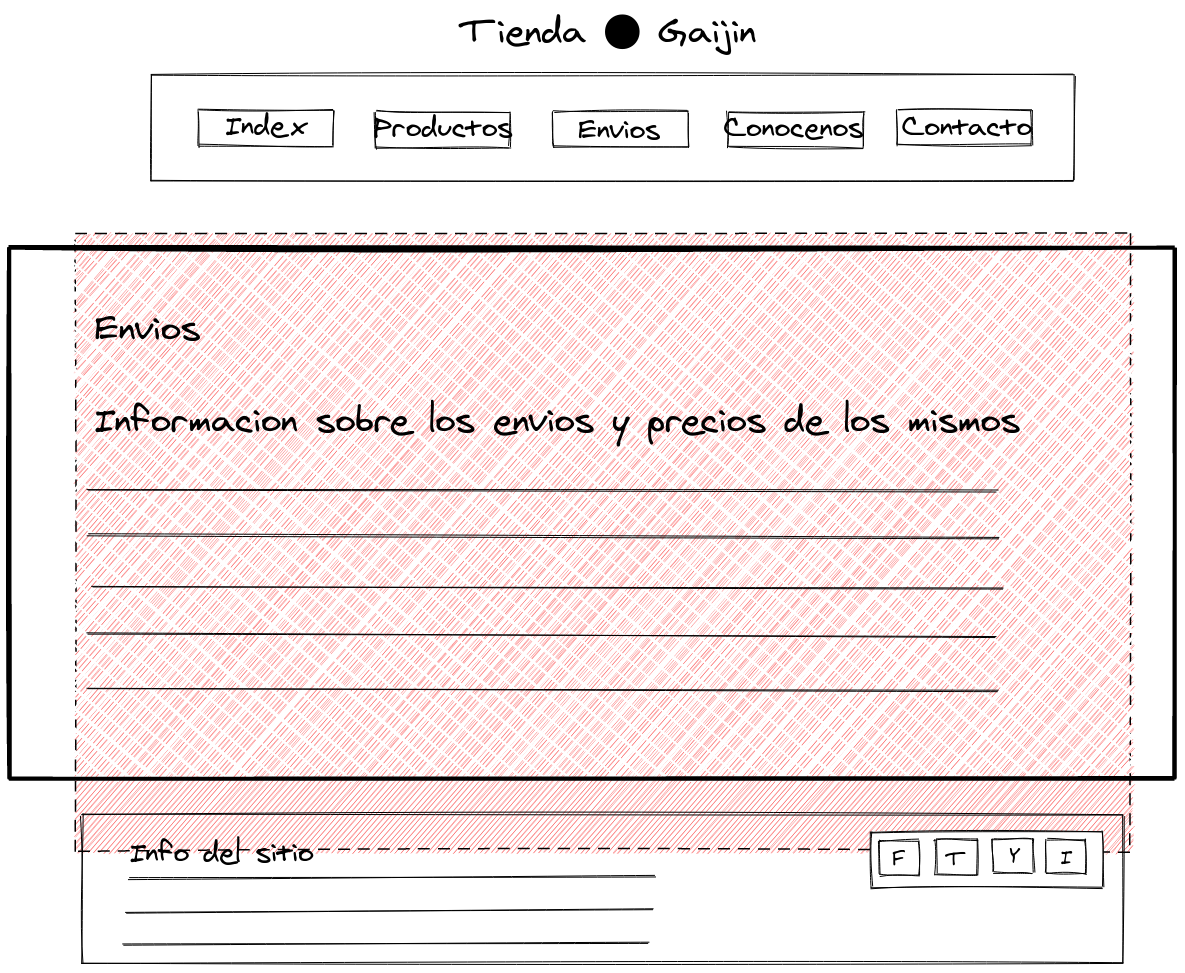 Tienda Gaijin
Index Productos Envios Conocenos Contacto
Envios
Informacion sobre los envios y precios de los mismos
Info del sitio
F T Y I